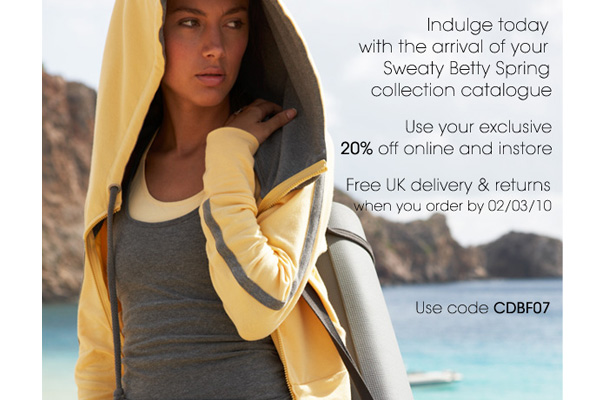 Indulge today
with the arrival of your
Sweaty Betty Spring
collection catalogue
Use your exclusive
20% off online and instore
Free UK delivery & returns
when you order by 02/03/10
Use code CDBF07